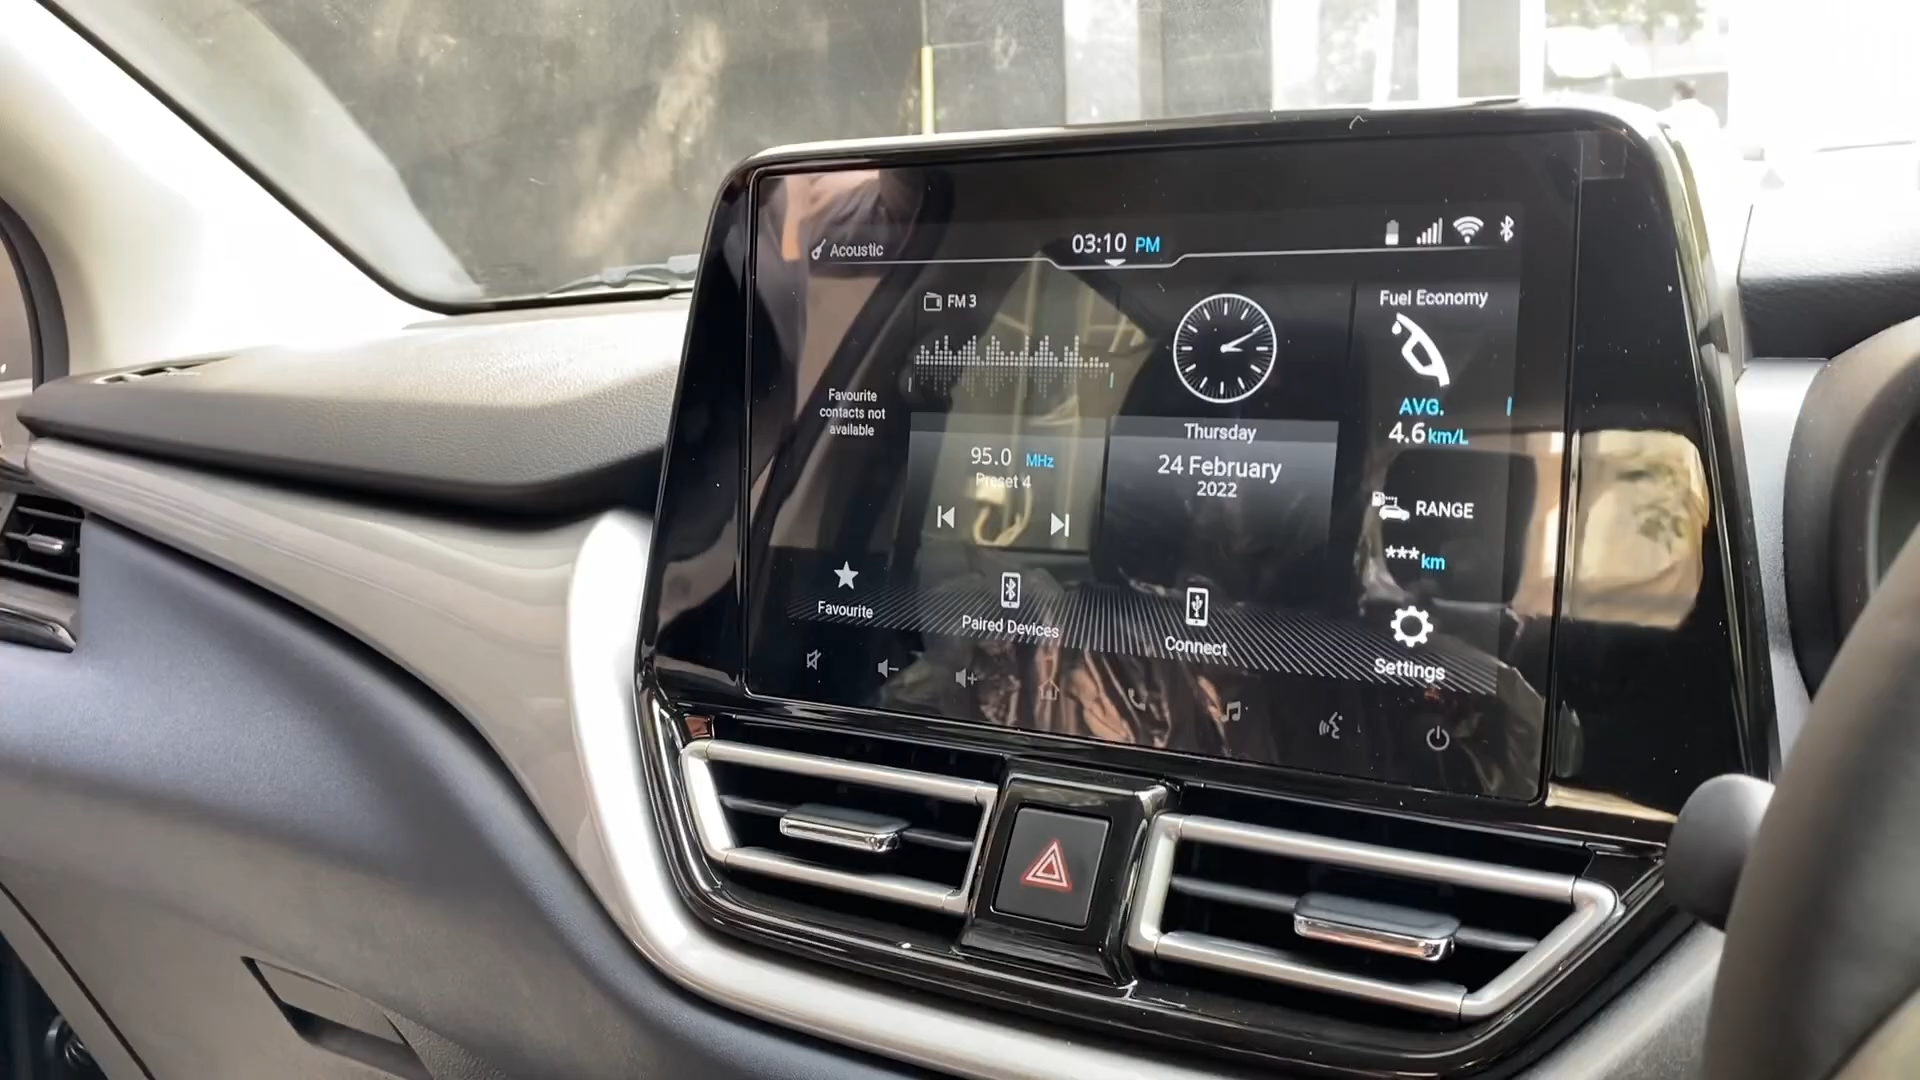 Acoustic
03:10 PM
FM 3
Favourite
contacts not
available
95.0 MHz
Preset 4
Thursday
24 February
2022
Fuel Economy
AVG.
4.6 km/L
RANGE
*** km
Favourite
Paired Devices
Connect
Settings